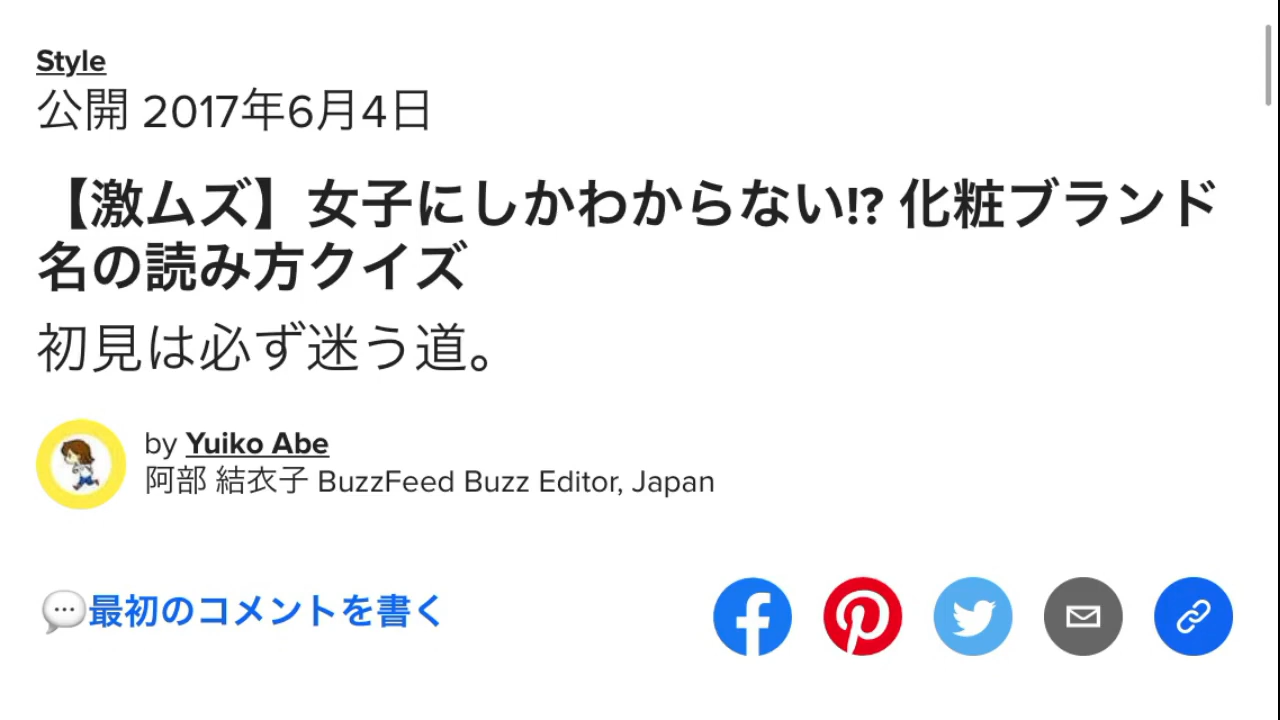 Style
公開 2017年6月4日
【激ムズ】女子にしかわからない!? 化粧ブランド
名の読み方クイズ
初見は必ず迷う道。
by Yuiko Abe
阿部 結衣子 BuzzFeed Buzz Editor, Japan
最初のコメントを書く